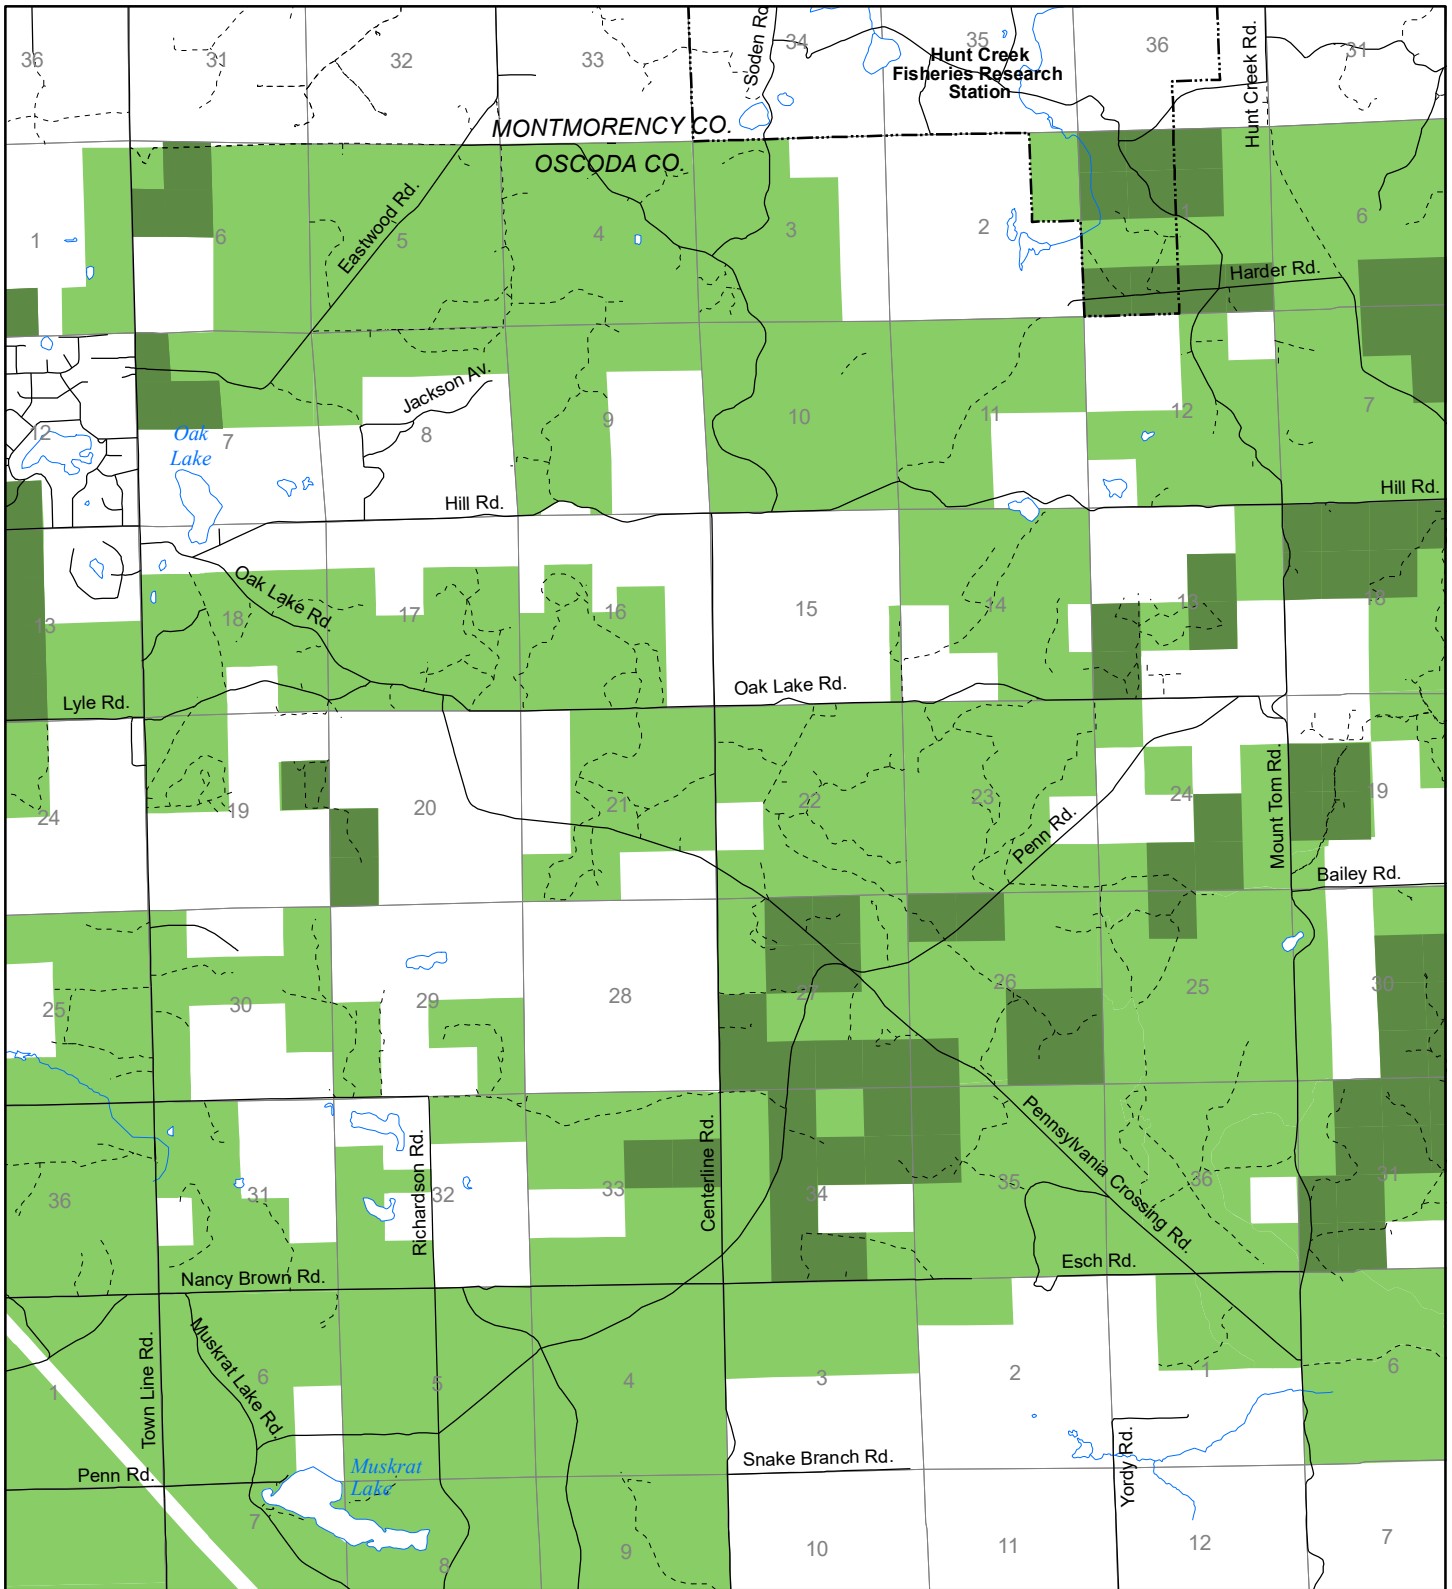 36
31
32
33
Soden Rd.
34
35
36
Hunt Creek Rd.
31
Hunt Creek
Fisheries Research
Station
MONTMORENCY CO.
OSCODA CO.
1
6
Eastwood Rd.
5
4
3
2
1
6
Harder Rd.
12
Oak
Lake
7
Jackson Av.
8
9
10
11
12
7
Hill Rd.
Hill Rd.
13
18
Oak Lake Rd.
17
16
15
14
13
18
Lyle Rd.
Oak Lake Rd.
24
19
20
21
22
23
Penn Rd.
24
Mount Tom Rd.
19
Bailey Rd.
25
30
29
28
27
26
25
30
36
31
Richardson Rd.
32
33
Centerline Rd.
34
35
Pennsylvania Crossing Rd.
36
31
Nancy Brown Rd.
Esch Rd.
1
Town Line Rd.
Muskrat Lake Rd.
6
5
4
3
2
1
6
Penn Rd.
Muskrat
Lake
Snake Branch Rd.
Yordy Rd.
7
8
9
10
11
12
7